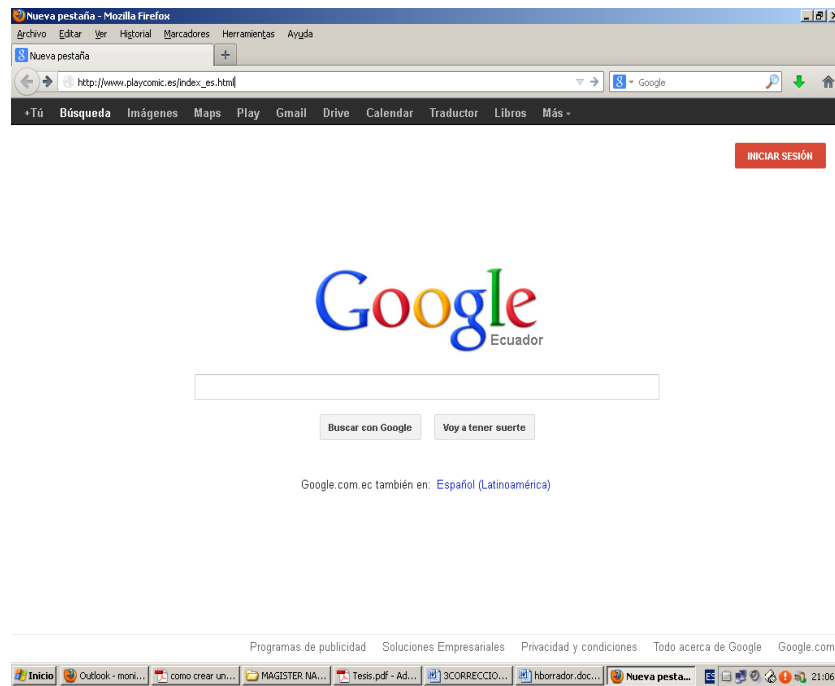 Nueva pestaña - Mozilla Firefox
Archivo Editar Ver Historial Marcadores Herramientas Ayuda
Nueva pestaña +
http://www.playcomic.es/index_es.html 8 Google
+Tú Búsqueda Imágenes Maps Play Gmail Drive Calendar Traductor Libros Más
INICIAR SESIÓN
Google
Ecuador
Buscar con Google Voy a tener suerte
Google.com.ec también en: Español (Latinoamérica)
Programas de publicidad Soluciones Empresariales Privacidad y condiciones Todo acerca de Google Google.com
Inicio Outlook - moni... como crear un... MAGISTER NA... Tesis.pdf - Ad... 3CORRECCIO... hborrador.doc... Nueva pesta... ES 21:06